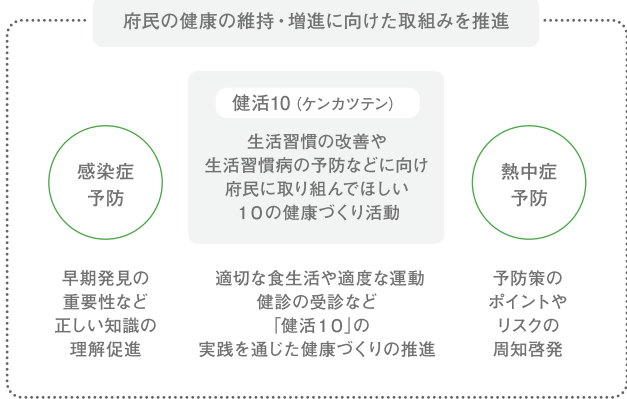 府民の健康の維持・増進に向けた取組みを推進
健活10（ケンカツテン）
生活習慣の改善や
生活習慣病の予防などに向け
府民に取り組んでほしい
１０の健康づくり活動
感染症
予防
熱中症
予防
早期発見の
重要性など
正しい知識の
理解促進
適切な食生活や適度な運動
健診の受診など
「健活１０」の
実践を通じた健康づくりの推進
予防策の
ポイントや
リスクの
周知啓発